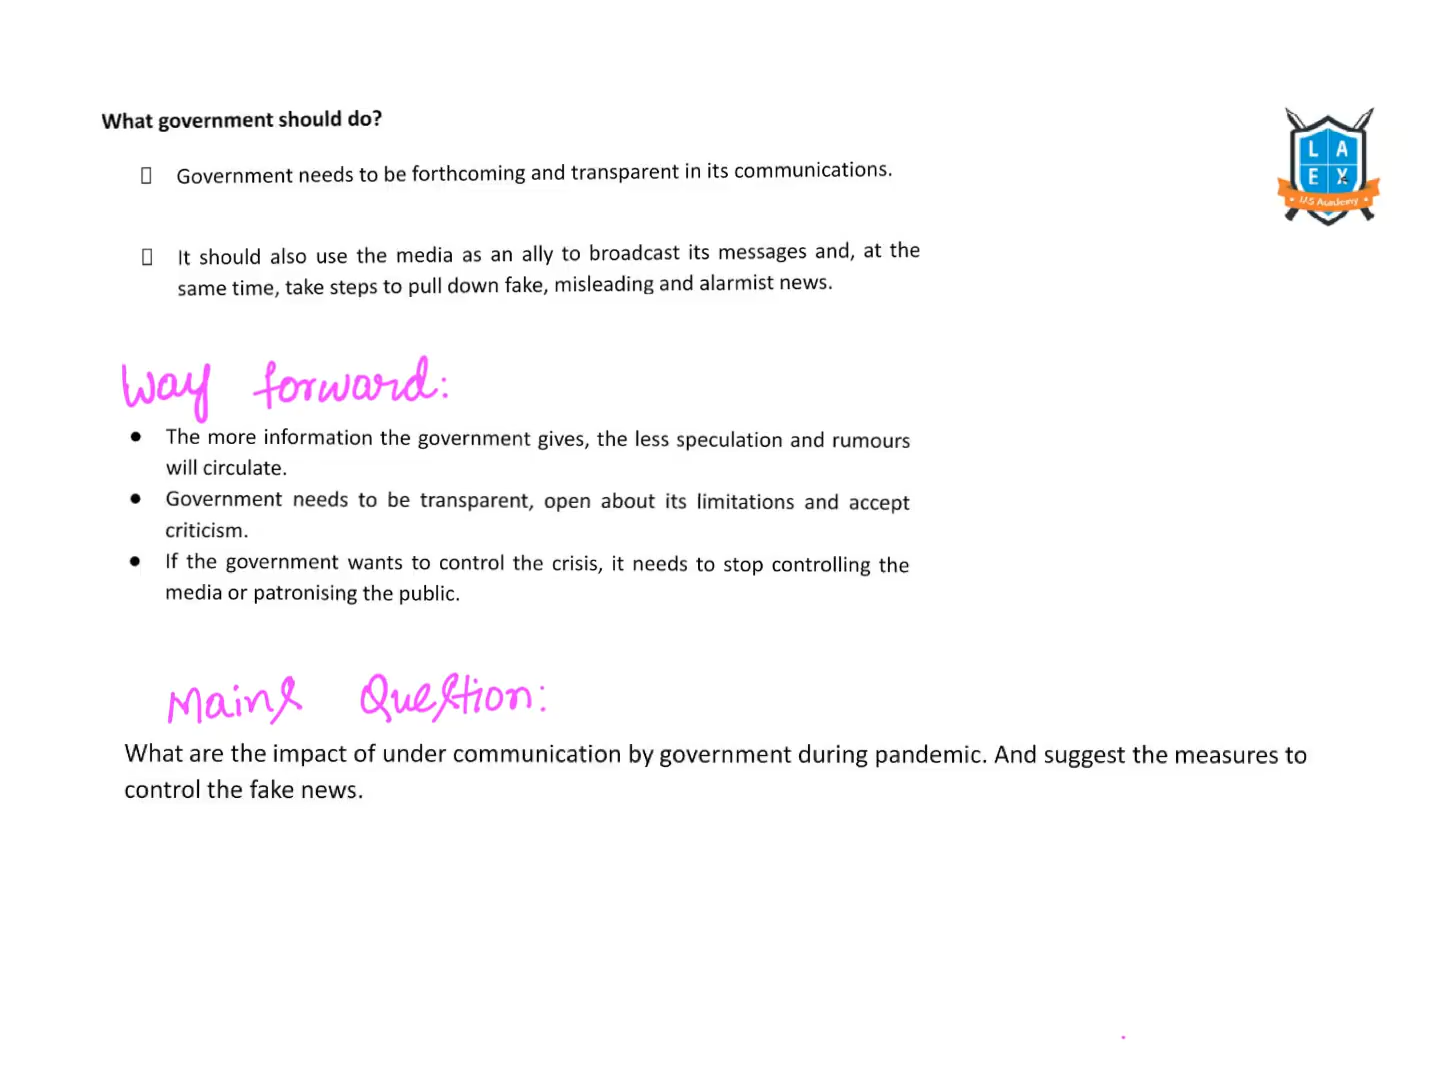 What government should do?
L A
E X
IAS Academy
Government needs to be forthcoming and transparent in its communications.
It should also use the media as an ally to broadcast its messages and, at the
same time, take steps to pull down fake, misleading and alarmist news.
Way forward:
The more information the government gives, the less speculation and rumours
will circulate.
Government needs to be transparent, open about its limitations and accept
criticism.
If the government wants to control the crisis, it needs to stop controlling the
media or patronising the public.
Mains Question:
What are the impact of under communication by government during pandemic. And suggest the measures to
control the fake news.